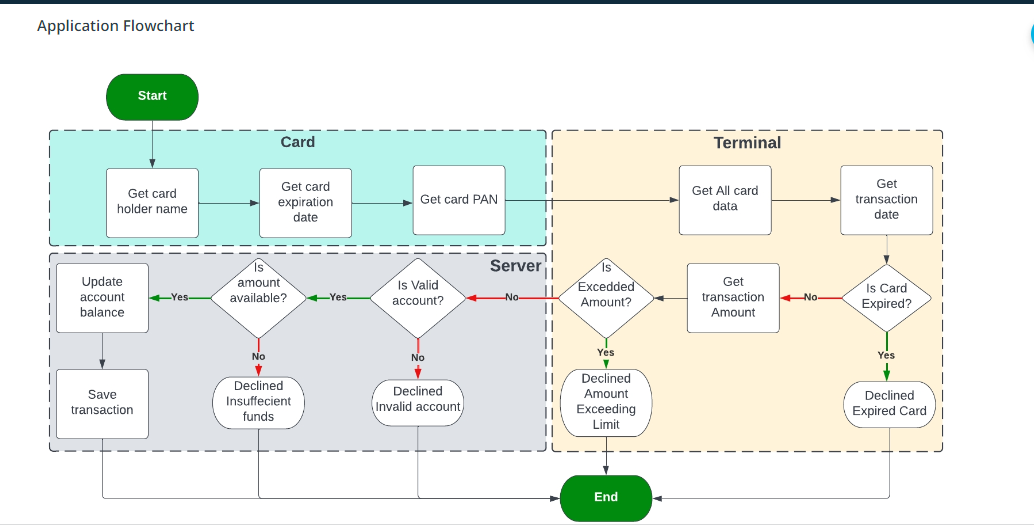 Application Flowchart
Start
Card
Terminal
Get card
holder name
Get card
expiration
date
Get card PAN
Get All card
data
Get
transaction
date
Server
Update
account
balance
Yes
Is
amount
available?
Yes
Is Valid
account?
No
Is
Excedded
Amount?
Get
transaction
Amount
No
Is Card
Expired?
No
No
Yes
Yes
Save
transaction
Declined
Insuffecient
funds
Declined
Invalid account
Declined
Amount
Exceeding
Limit
Declined
Expired Card
End